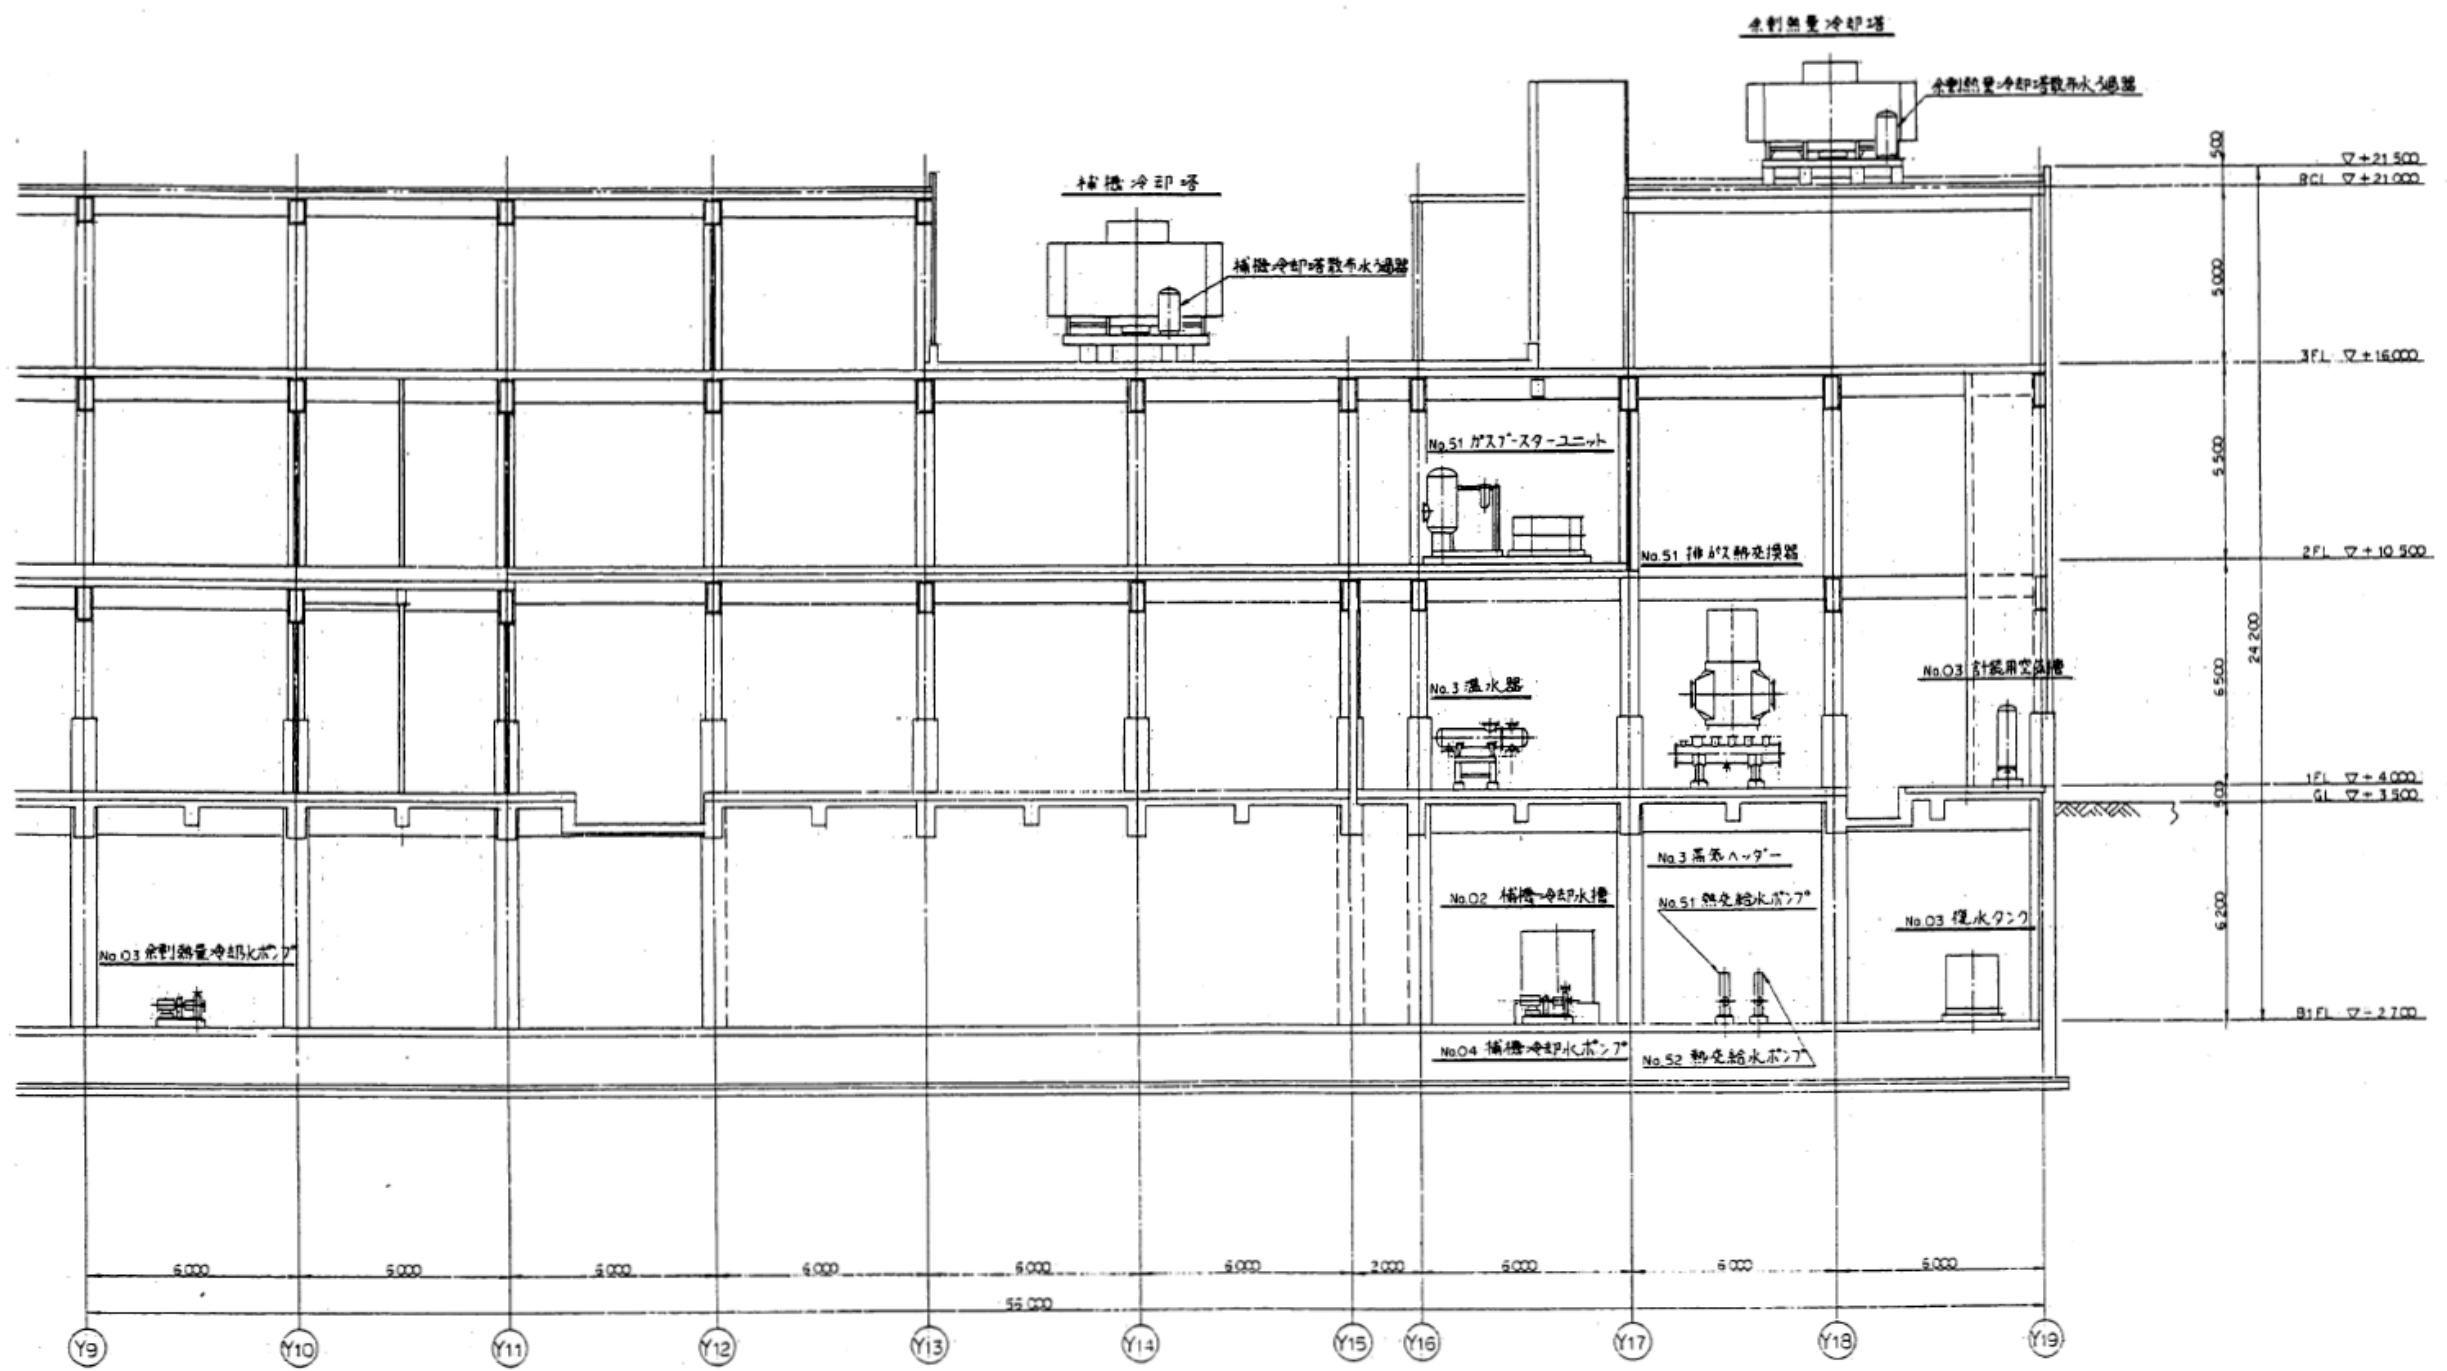 余剰熱量冷却塔
余剰熱量冷却塔散布水ろ過器
補機冷却塔
補機冷却塔散布水ろ過器
500
▽+21 500
RCL ▽+21 000
5 000
3FL ▽+16 000
No.51 ガスブースターユニット
5 500
No.51 排ガス熱交換器
2FL ▽+10 500
24 200
No.3 温水器
No.03 計装用空気槽
6 500
1FL ▽+4 000
500
GL ▽+3 500
No.3 蒸気ヘッダー
No.02 補機冷却水槽
No.51 熱交給水ポンプ
No.03 復水タンク
6 200
No.03 余剰熱量冷却水ポンプ
B1FL ▽-2 700
No.04 補機冷却水ポンプ
No.52 熱交給水ポンプ
6 000 6 000 6 000 6 000 6 000 6 000 2 000 6 000 6 000 6 000
56 000
Y9 Y10 Y11 Y12 Y13 Y14 Y15 Y16 Y17 Y18 Y19